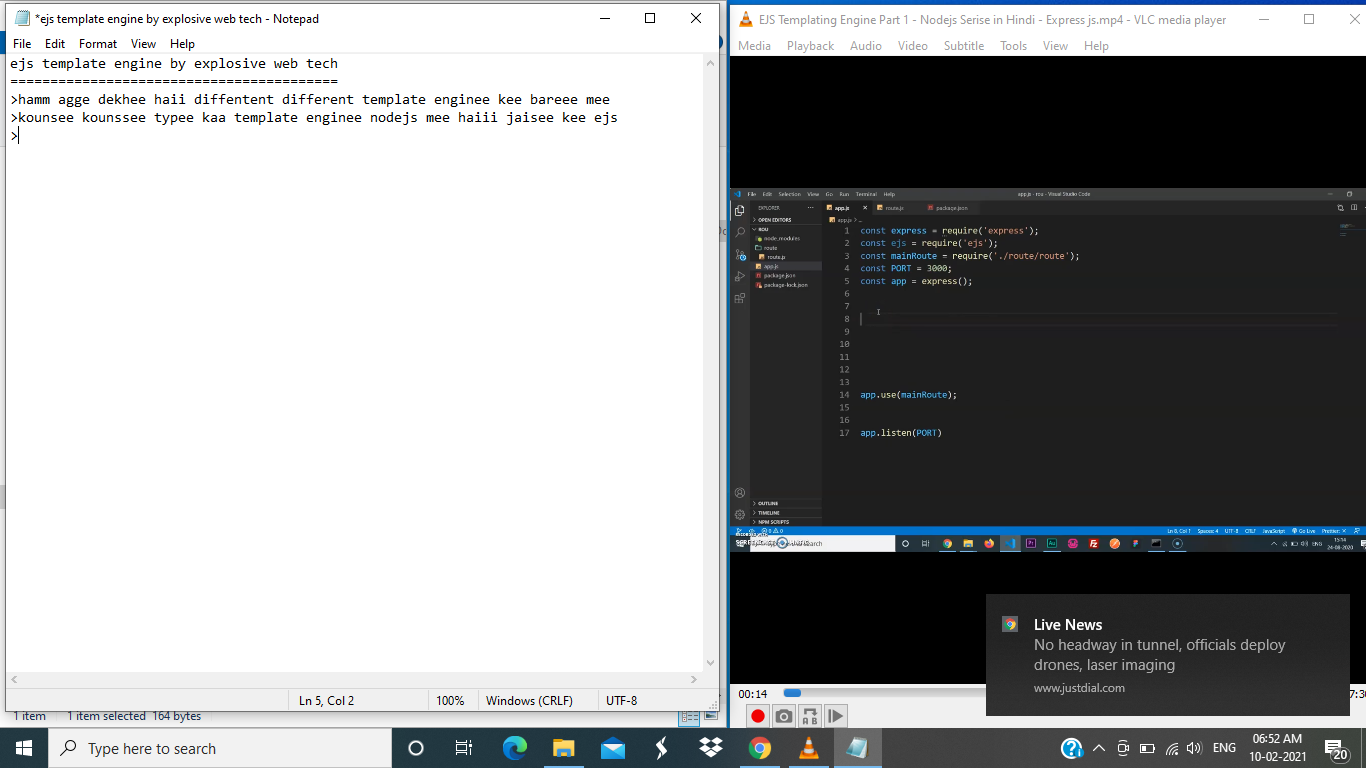 *ejs template engine by explosive web tech - Notepad
File Edit Format View Help
ejs template engine by explosive web tech
========================================
>hamm agge dekhee haii diffentent different template enginee kee bareee mee
>kounsee kounssee typee kaa template enginee nodejs mee haiii jaisee kee ejs
>
Ln 5, Col 2 100% Windows (CRLF) UTF-8
1 item 1 item selected 164 bytes
EJS Templating Engine Part 1 - Nodejs Serise in Hindi - Express js.mp4 - VLC media player
Media Playback Audio Video Subtitle Tools View Help
File Edit Selection View Go Run Terminal Help
app.js - rou - Visual Studio Code
EXPLORER
OPEN EDITORS
ROU
node_modules
route
route.js
app.js
package.json
package-lock.json
OUTLINE
TIMELINE
NPM SCRIPTS
app.js route.js package.json
app.js > ...
1 const express = require('express');
2 const ejs = require('ejs');
3 const mainRoute = require('./route/route');
4 const PORT = 3000;
5 const app = express();
6
7
8
9
10
11
12
13
14 app.use(mainRoute);
15
16
17 app.listen(PORT)
Ln 8, Col 1 Spaces: 4 UTF-8 CRLF JavaScript Go Live Prettier: ×
RECORDED WITH
search
ENG
15:14
24-08-2020
Live News
No headway in tunnel, officials deploy
drones, laser imaging
www.justdial.com
00:14
Type here to search
ENG
06:52 AM
10-02-2021
20